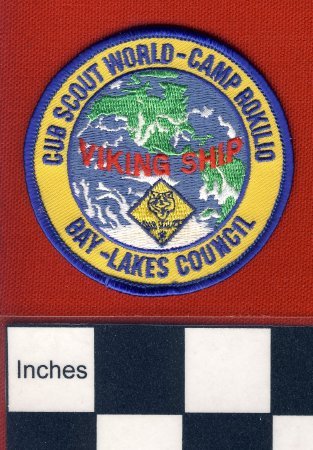 CUB SCOUT WORLD-CAMP ROKILIO
VIKING SHIP
BAY-LAKES COUNCIL
Inches